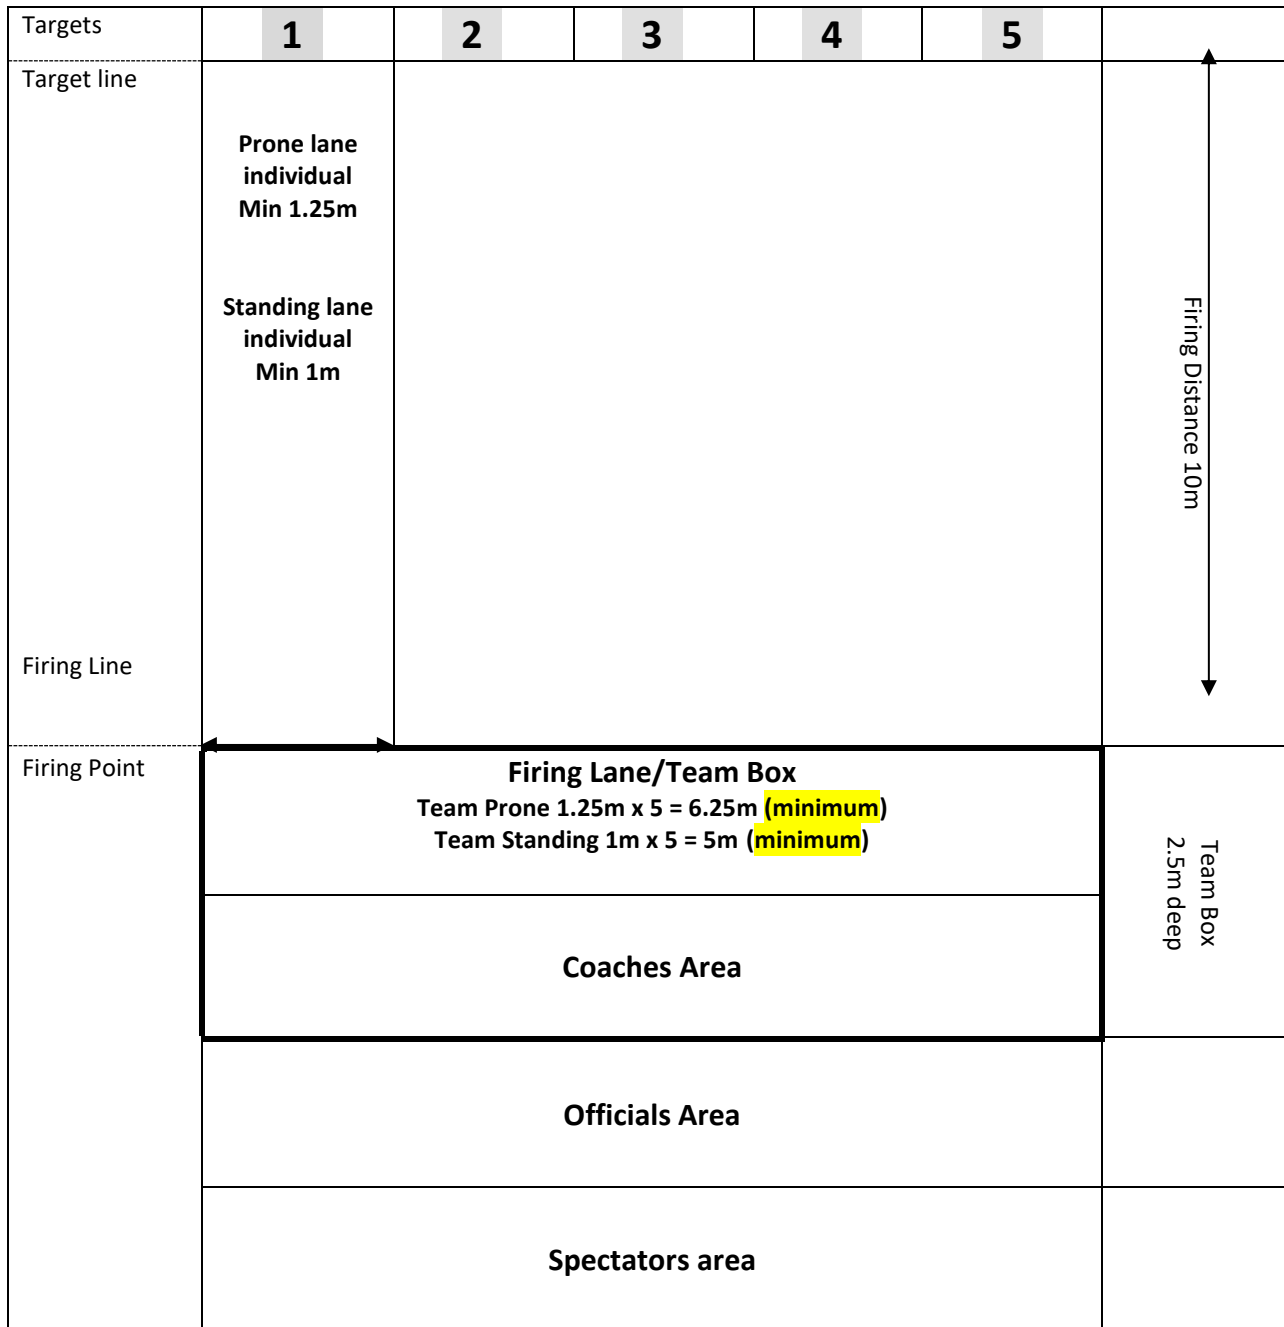 Targets
1
2
3
4
5
Target line
Prone lane
individual
Min 1.25m
Standing lane
individual
Min 1m
Firing Distance 10m
Firing Line
Firing Point
Firing Lane/Team Box
Team Prone 1.25m x 5 = 6.25m (minimum)
Team Standing 1m x 5 = 5m (minimum)
Team Box
2.5m deep
Coaches Area
Officials Area
Spectators area